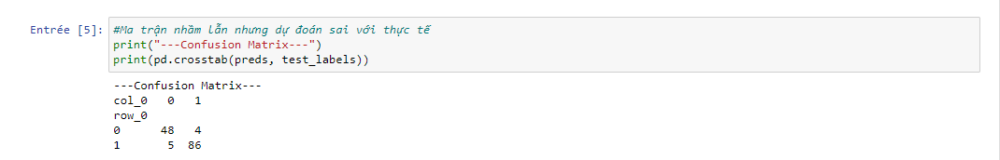 Entrée [5]: #Ma trận nhầm lẫn nhưng dự đoán sai với thực tế
print("---Confusion Matrix---")
print(pd.crosstab(preds, test_labels))
---Confusion Matrix---
col_0 0 1
row_0
0 48 4
1 5 86